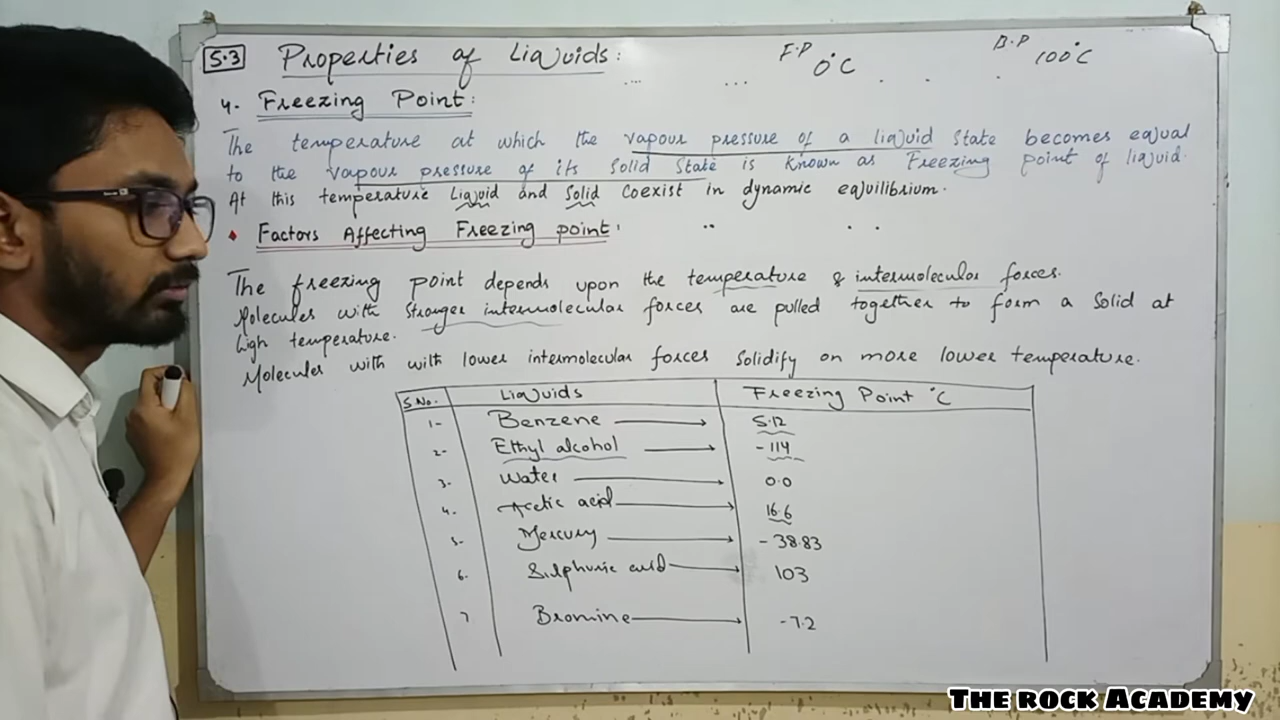 5.3 Properties of Liquids: F.P 0°C B.P 100°C
4. Freezing Point:
The temperature at which the vapour pressure of a liquid state becomes equal
to the vapour pressure of its solid state is known as Freezing point of liquid.
At this temperature Liquid and Solid coexist in dynamic equilibrium.
Factors Affecting Freezing point:
The freezing point depends upon the temperature & intermolecular forces.
Molecules with stronger intermolecular forces are pulled together to form a solid at
high temperature.
Molecules with with lower intermolecular forces solidify on more lower temperature.
S No. Liquids Freezing Point °C
1- Benzene → 5.12
2- Ethyl alcohol → -114
3. Water → 0.0
4. Acetic acid → 16.6
5- Mercury → -38.83
6. Sulphuric acid → 103
7 Bromine → -7.2
THE ROCK ACADEMY